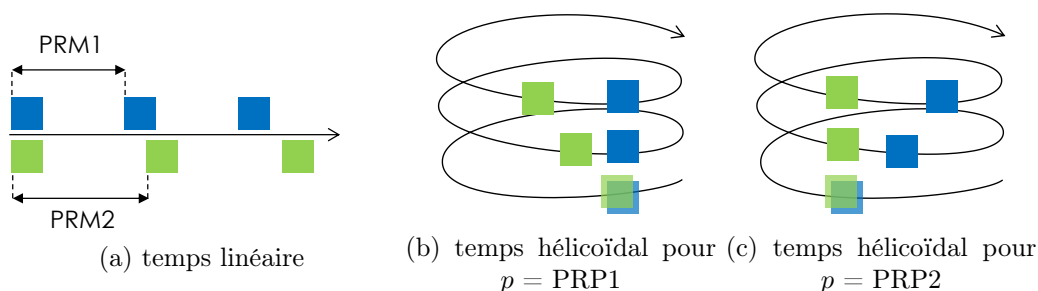 PRM1
PRM2
(a) temps linéaire
(b) temps hélicoïdal pour
p = PRP1
(c) temps hélicoïdal pour
p = PRP2